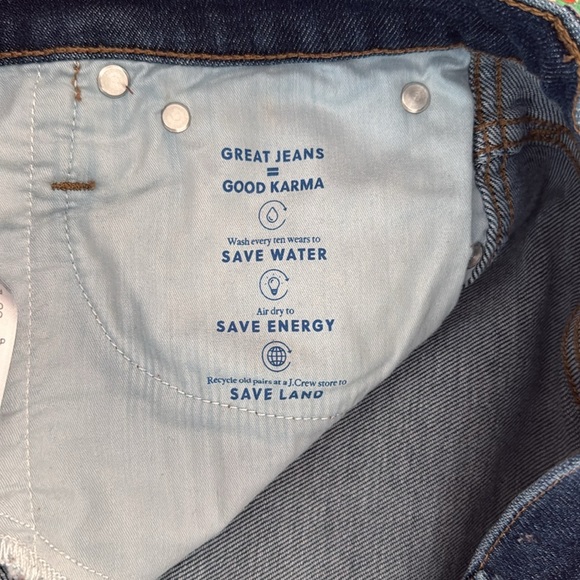 GREAT JEANS
=
GOOD KARMA
Wash every ten wears to
SAVE WATER
Air dry to
SAVE ENERGY
Recycle old pairs at a J.Crew store to
SAVE LAND